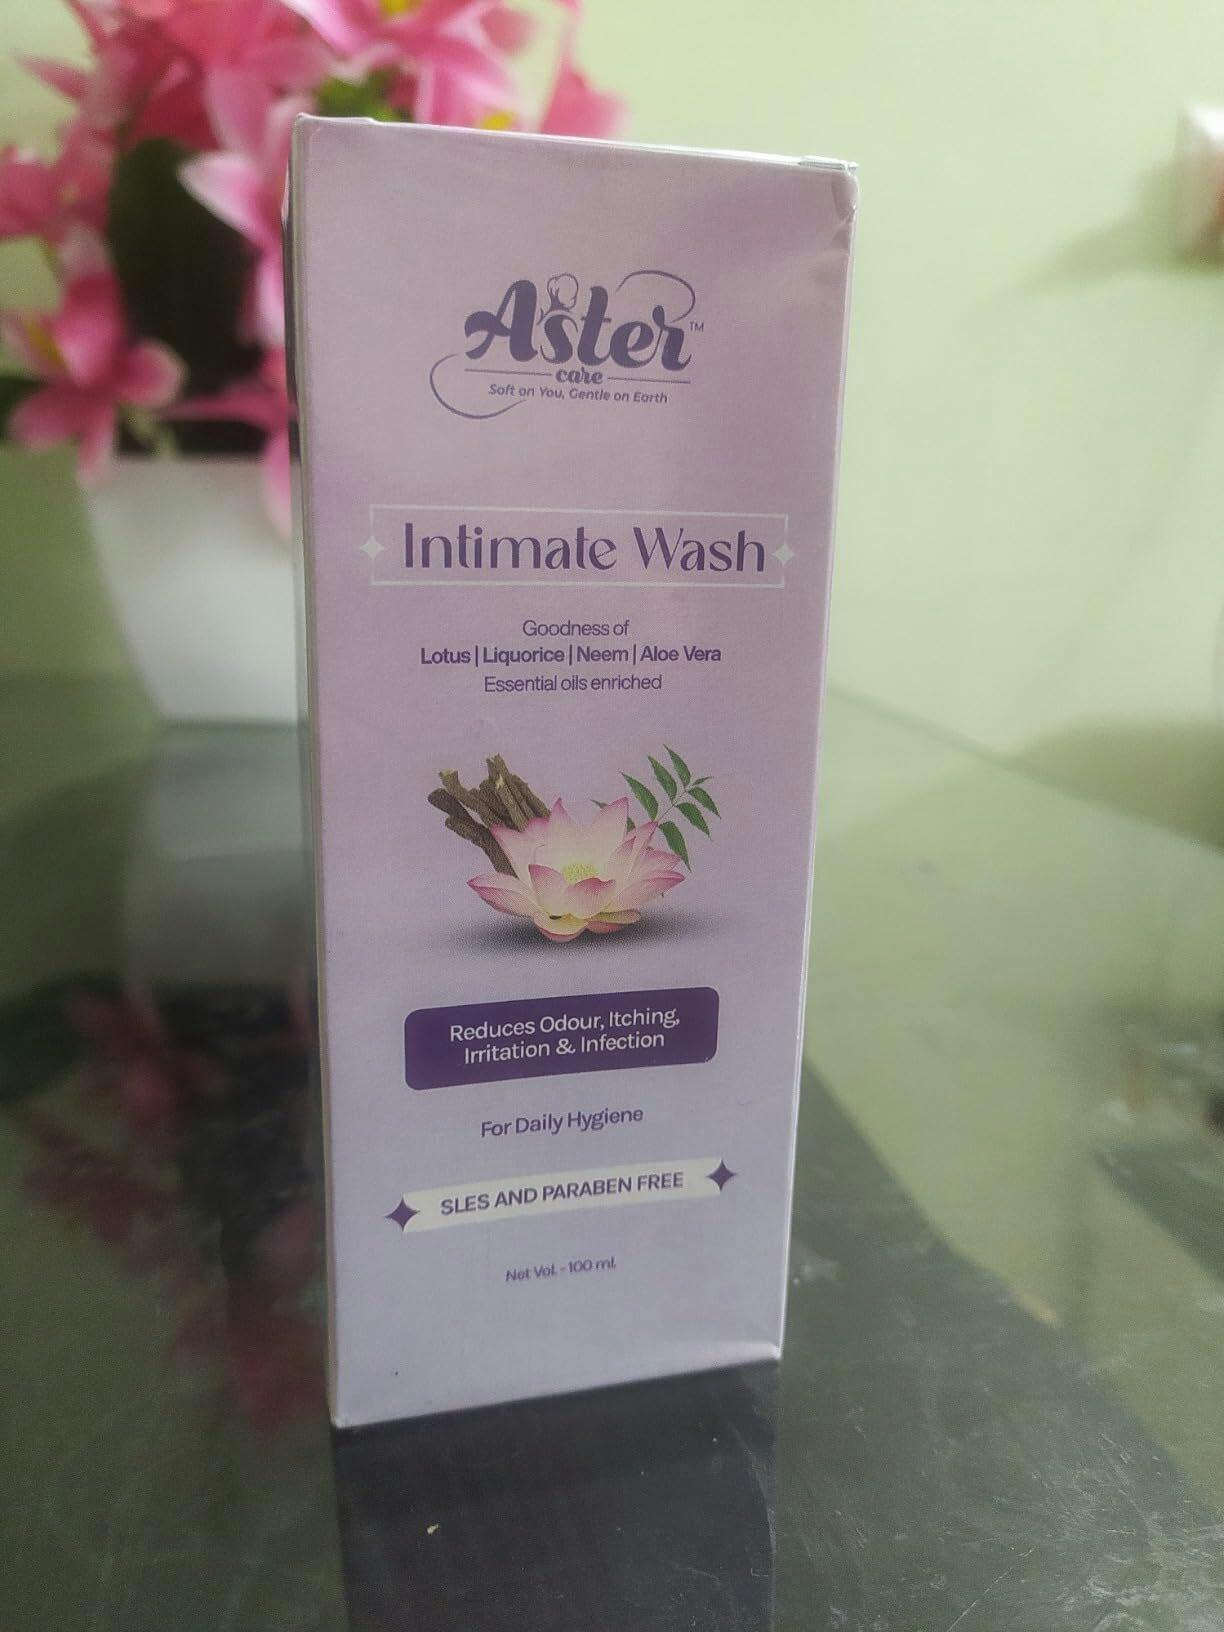 Aster™
care
Soft on You, Gentle on Earth
Intimate Wash
Goodness of
Lotus | Liquorice | Neem | Aloe Vera
Essential oils enriched
Reduces Odour, Itching,
Irritation & Infection
For Daily Hygiene
SLES AND PARABEN FREE
Net Vol. - 100 ml.